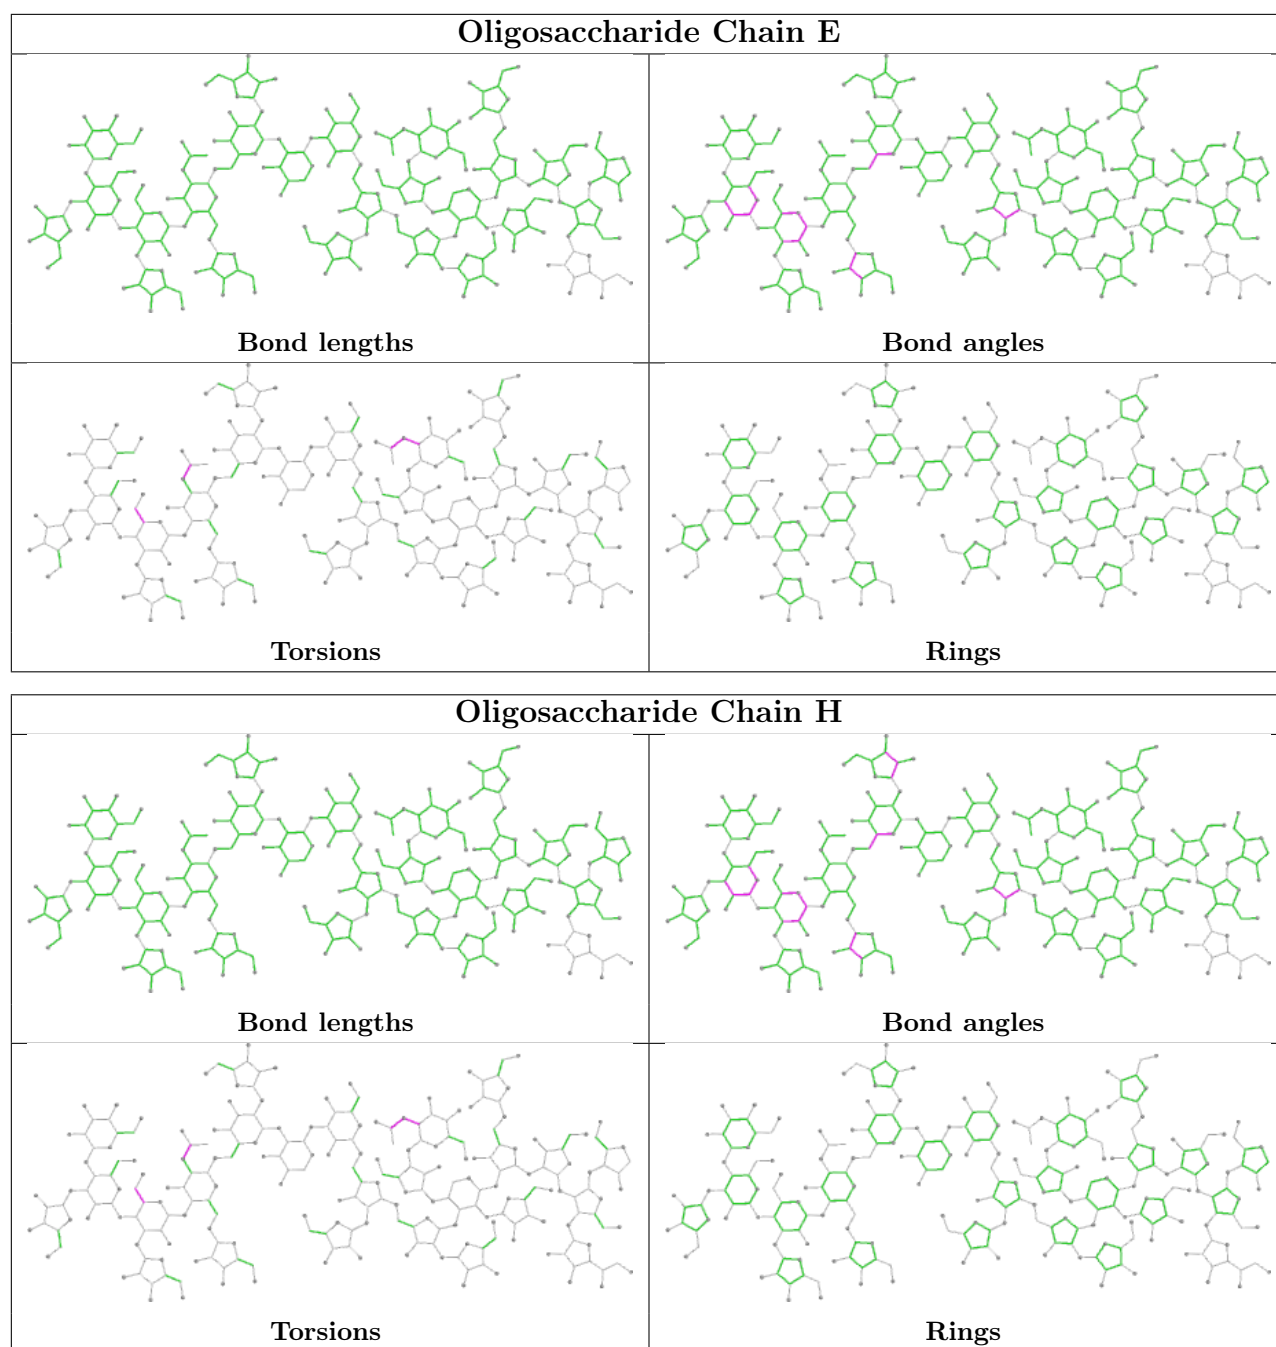 Oligosaccharide Chain E
Bond lengths
Bond angles
Torsions
Rings
Oligosaccharide Chain H
Bond lengths
Bond angles
Torsions
Rings